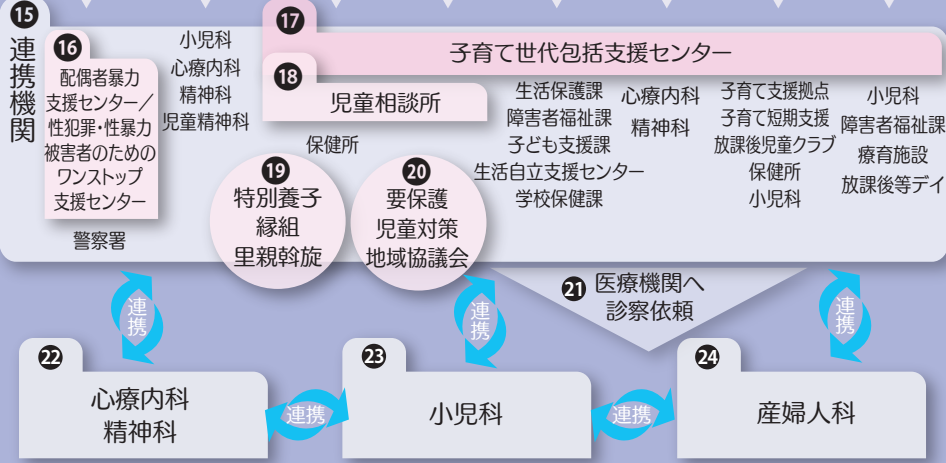 ⑮
連携機関
⑯
配偶者暴力
支援センター／
性犯罪・性暴力
被害者のための
ワンストップ
支援センター
警察署
小児科
心療内科
精神科
児童精神科
⑰
子育て世代包括支援センター
⑱
児童相談所
保健所
⑲
特別養子
縁組
里親斡旋
⑳
要保護
児童対策
地域協議会
生活保護課
障害者福祉課
子ども支援課
生活自立支援センター
学校保健課
心療内科
精神科
子育て支援拠点
子育て短期支援
放課後児童クラブ
保健所
小児科
小児科
障害者福祉課
療育施設
放課後等デイ
㉑
医療機関へ
診察依頼
連携
連携
連携
㉒
心療内科
精神科
連携
㉓
小児科
連携
㉔
産婦人科